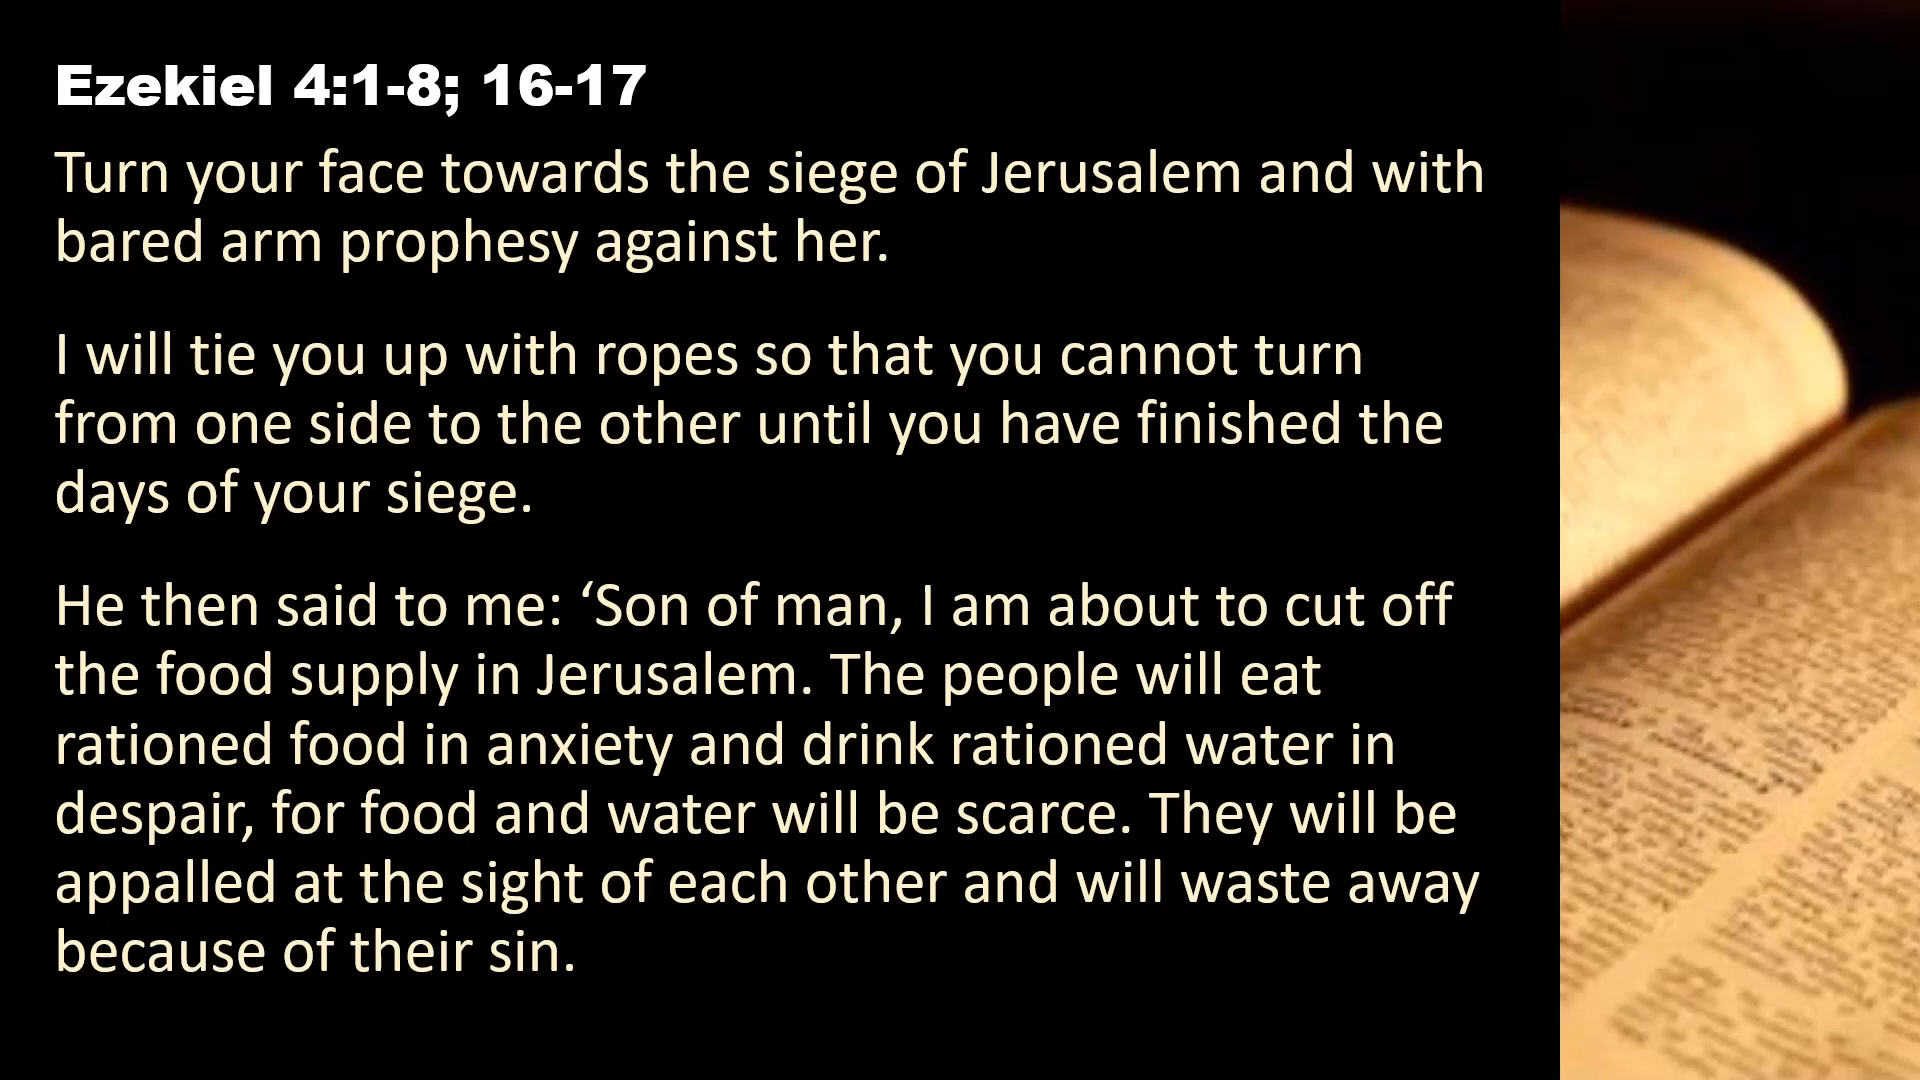 Ezekiel 4:1-8; 16-17
Turn your face towards the siege of Jerusalem and with
bared arm prophesy against her.
I will tie you up with ropes so that you cannot turn
from one side to the other until you have finished the
days of your siege.
He then said to me: ‘Son of man, I am about to cut off
the food supply in Jerusalem. The people will eat
rationed food in anxiety and drink rationed water in
despair, for food and water will be scarce. They will be
appalled at the sight of each other and will waste away
because of their sin.